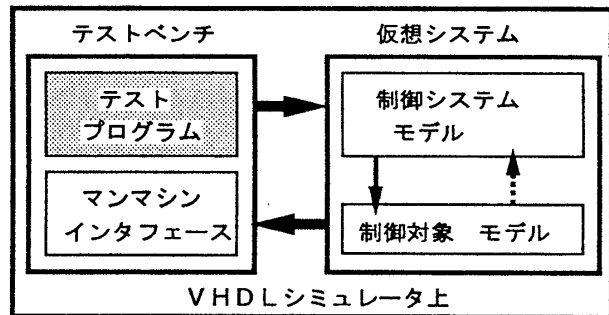 テストベンチ
テスト
プログラム
マンマシン
インタフェース
仮想システム
制御システム
モデル
制御対象 モデル
VHDLシミュレータ上